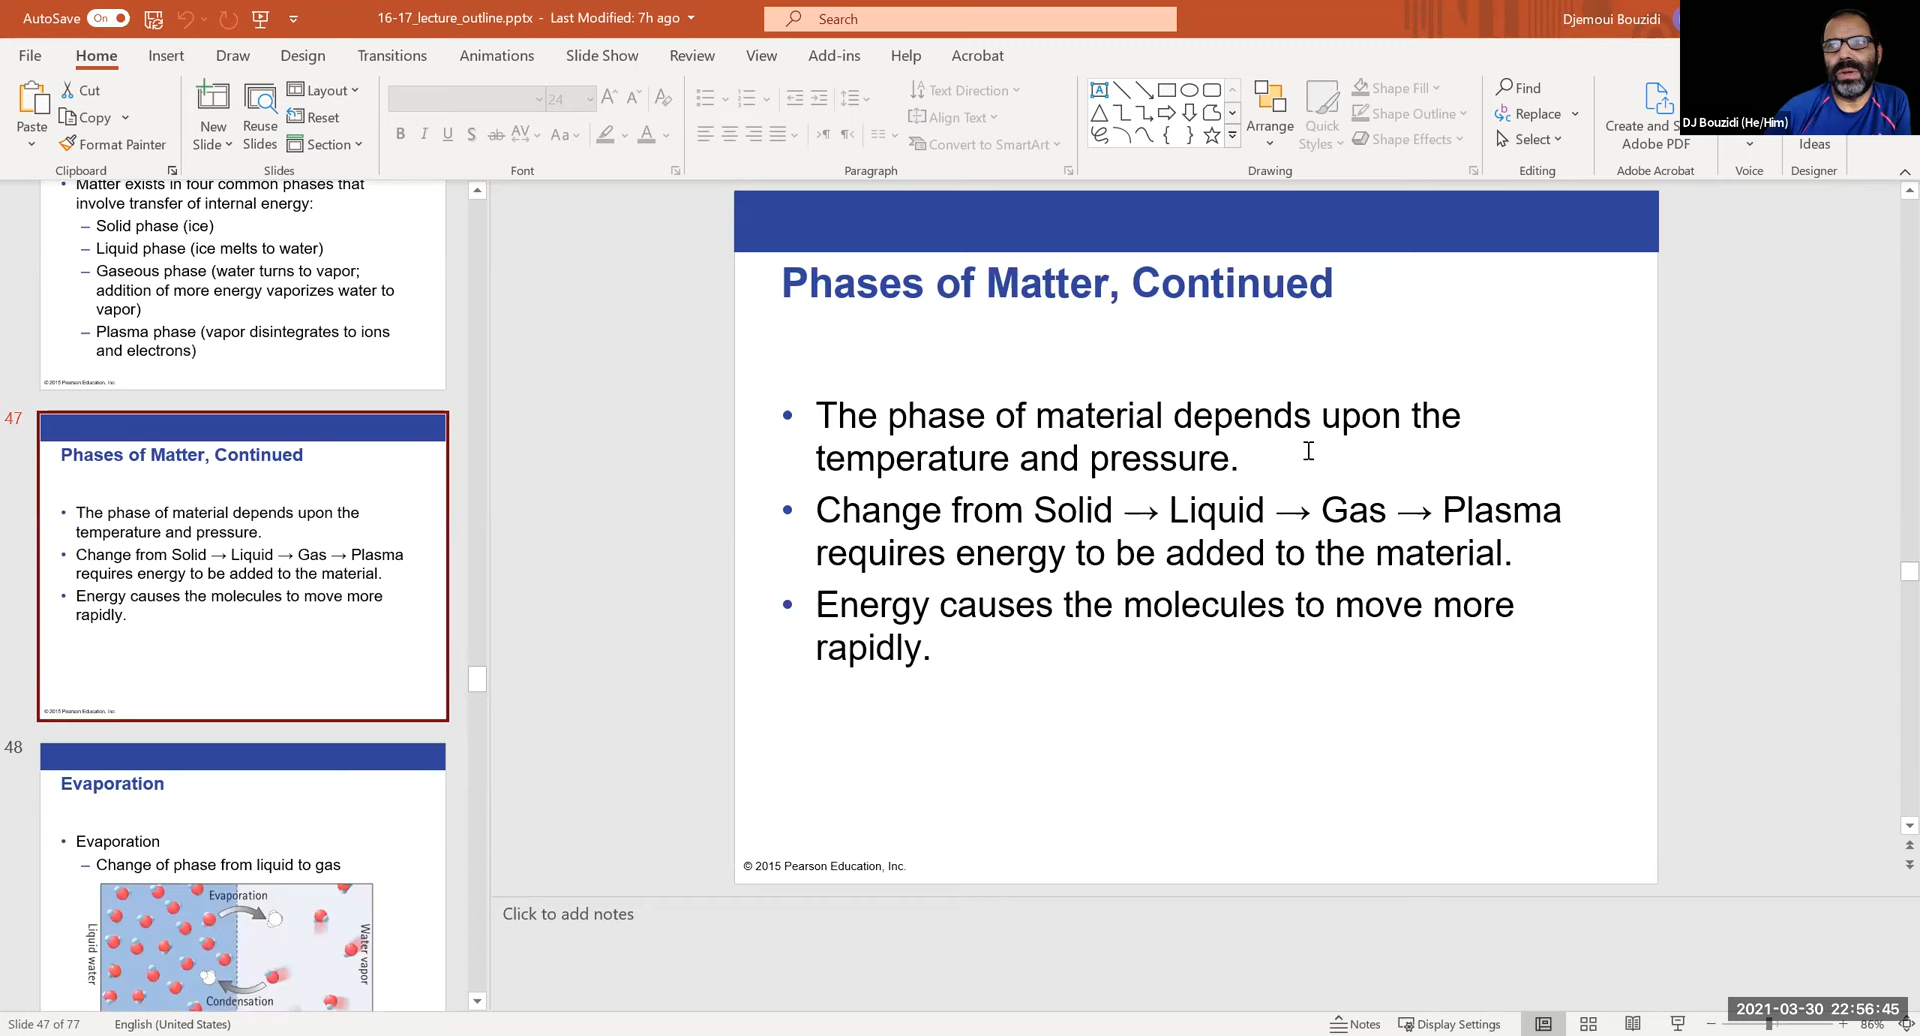 AutoSave On 16-17_lecture_outline.pptx - Last Modified: 7h ago Search Djemoui Bouzidi
File Home Insert Draw Design Transitions Animations Slide Show Review View Add-ins Help Acrobat
Paste Cut Copy Format Painter Clipboard
New Slide Reuse Slides Layout Reset Section Slides
24 B I U S ab AV Aa A Font
Text Direction Align Text Convert to SmartArt Paragraph
Arrange Quick Styles Shape Fill Shape Outline Shape Effects Drawing
Find Replace Select Editing
Create and S
Adobe PDF
Adobe Acrobat
Voice
Ideas
Designer
DJ Bouzidi (He/Him)
• Matter exists in four common phases that
involve transfer of internal energy:
– Solid phase (ice)
– Liquid phase (ice melts to water)
– Gaseous phase (water turns to vapor;
addition of more energy vaporizes water to
vapor)
– Plasma phase (vapor disintegrates to ions
and electrons)
© 2015 Pearson Education, Inc.
47
Phases of Matter, Continued
• The phase of material depends upon the
temperature and pressure.
• Change from Solid → Liquid → Gas → Plasma
requires energy to be added to the material.
• Energy causes the molecules to move more
rapidly.
© 2015 Pearson Education, Inc.
48
Evaporation
• Evaporation
– Change of phase from liquid to gas
Evaporation
Liquid water
Water vapor
Condensation
Phases of Matter, Continued
• The phase of material depends upon the
temperature and pressure.
• Change from Solid → Liquid → Gas → Plasma
requires energy to be added to the material.
• Energy causes the molecules to move more
rapidly.
© 2015 Pearson Education, Inc.
Click to add notes
2021-03-30 22:56:45
Slide 47 of 77 English (United States) Notes Display Settings 86%